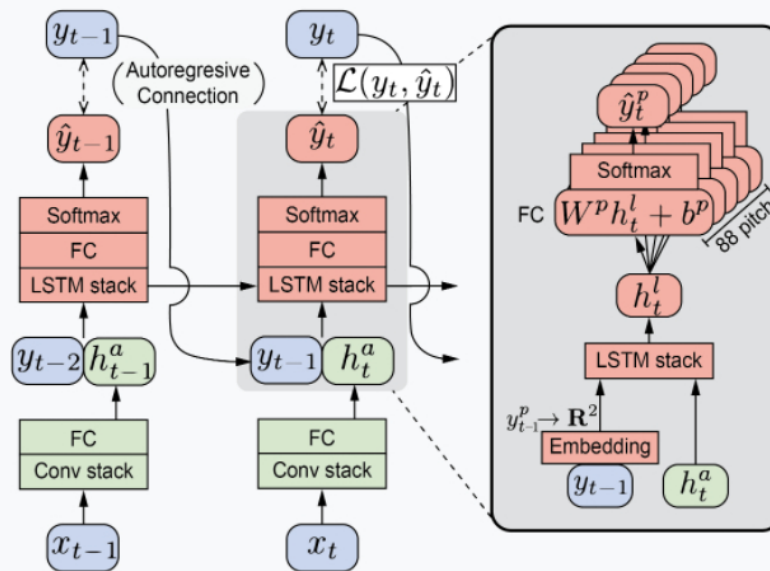 y_{t−1}
(Autoregresive
Connection)
ŷ_{t−1}
Softmax
FC
LSTM stack
y_{t−2} h^a_{t−1}
FC
Conv stack
x_{t−1}
y_t
ℒ(y_t, ŷ_t)
ŷ_t
Softmax
FC
LSTM stack
y_{t−1} h^a_t
FC
Conv stack
x_t
ŷ^p_t
Softmax
FC W^p h^l_t + b^p
88 pitch
h^l_t
LSTM stack
y^p_{t−1} → R^2
Embedding
y_{t−1} h^a_t